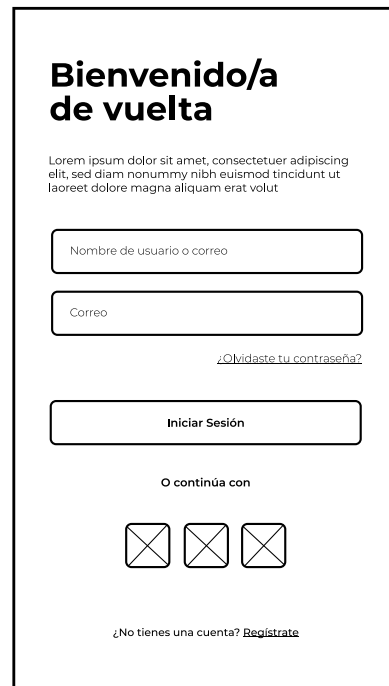 Bienvenido/a
de vuelta
Lorem ipsum dolor sit amet, consectetuer adipiscing
elit, sed diam nonummy nibh euismod tincidunt ut
laoreet dolore magna aliquam erat volut
Nombre de usuario o correo
Correo
¿Olvidaste tu contraseña?
Iniciar Sesión
O continúa con
¿No tienes una cuenta? Regístrate